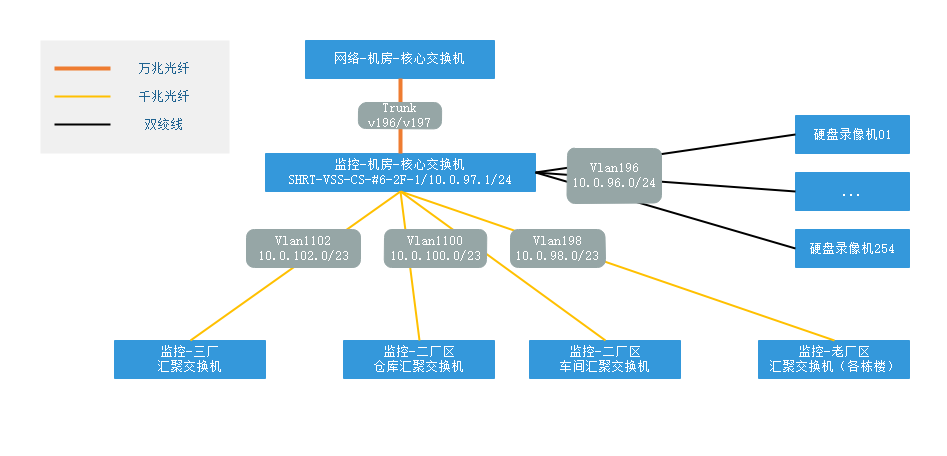 万兆光纤
千兆光纤
双绞线
网络-机房-核心交换机
Trunk
v196/v197
监控-机房-核心交换机
SHRT-VSS-CS-#6-2F-1/10.0.97.1/24
Vlan196
10.0.96.0/24
硬盘录像机01
...
硬盘录像机254
Vlan1102
10.0.102.0/23
Vlan1100
10.0.100.0/23
Vlan198
10.0.98.0/23
监控-三厂
汇聚交换机
监控-二厂区
仓库汇聚交换机
监控-二厂区
车间汇聚交换机
监控-老厂区
汇聚交换机（各栋楼）